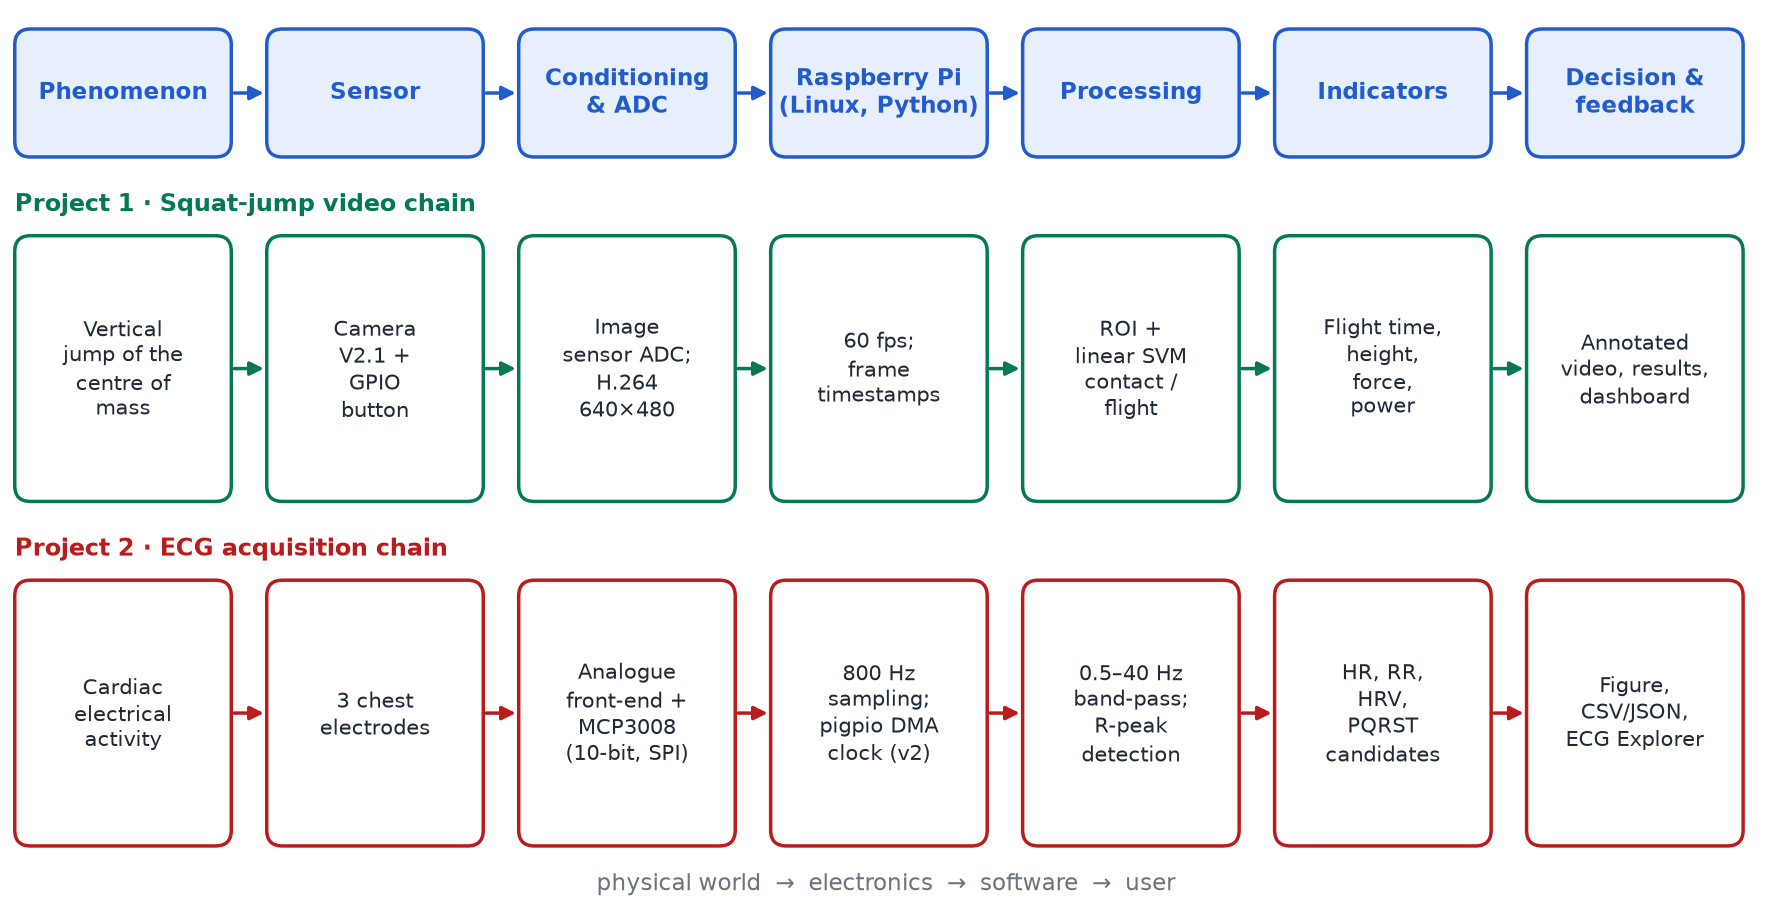 Phenomenon
Sensor
Conditioning
& ADC
Raspberry Pi
(Linux, Python)
Processing
Indicators
Decision &
feedback
Project 1 · Squat-jump video chain
Vertical
jump of the
centre of
mass
Camera
V2.1 +
GPIO
button
Image
sensor ADC;
H.264
640×480
60 fps;
frame
timestamps
ROI +
linear SVM
contact /
flight
Flight time,
height,
force,
power
Annotated
video, results,
dashboard
Project 2 · ECG acquisition chain
Cardiac
electrical
activity
3 chest
electrodes
Analogue
front-end +
MCP3008
(10-bit, SPI)
800 Hz
sampling;
pigpio DMA
clock (v2)
0.5–40 Hz
band-pass;
R-peak
detection
HR, RR,
HRV,
PQRST
candidates
Figure,
CSV/JSON,
ECG Explorer
physical world → electronics → software → user